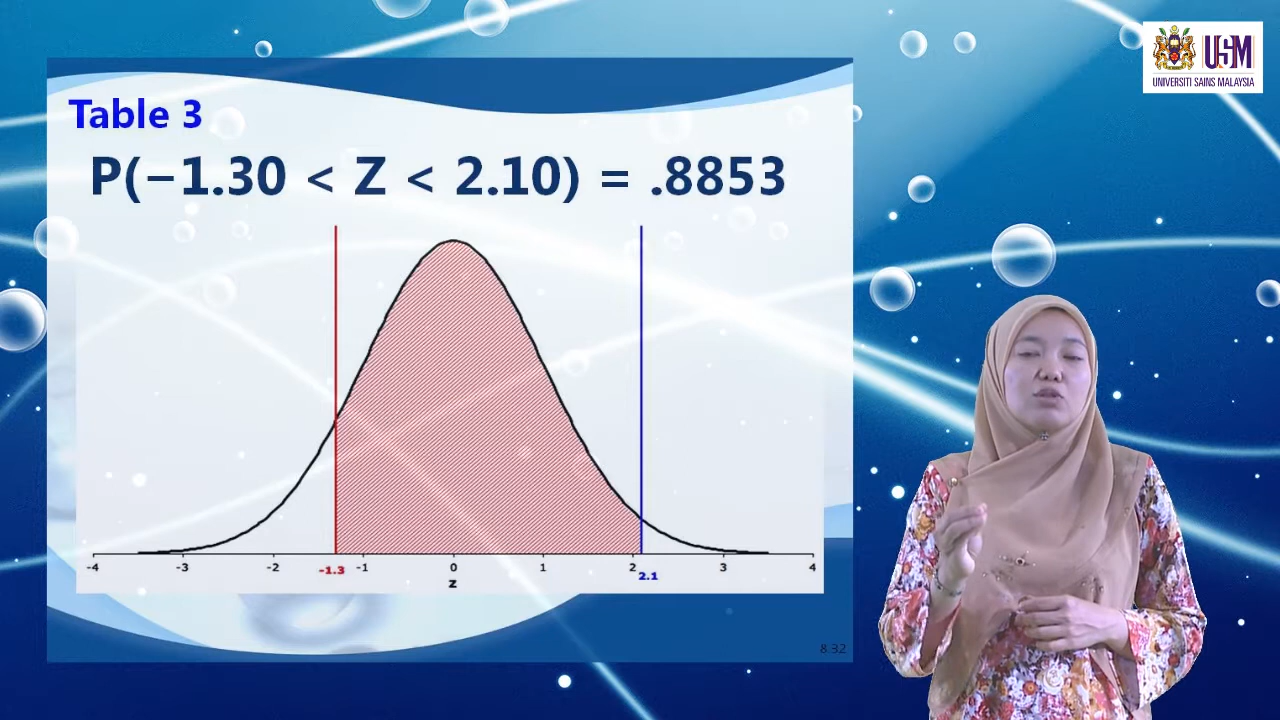 USM
UNIVERSITI SAINS MALAYSIA
Table 3
P(−1.30 < Z < 2.10) = .8853
-4 -3 -2 -1.3 -1 0 1 2 2.1 3 4
Z
8.32